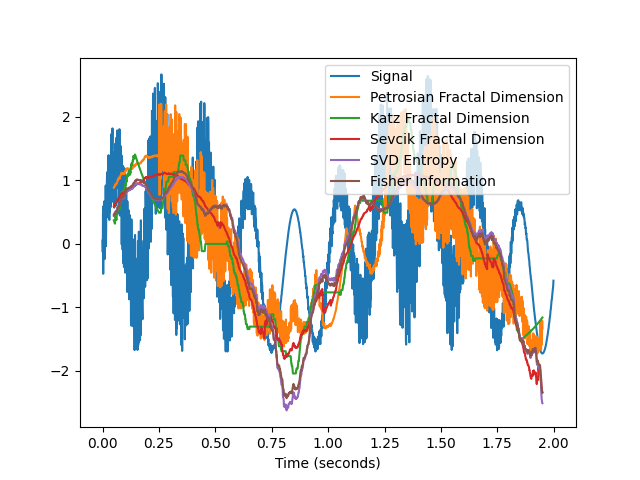 Signal
Petrosian Fractal Dimension
Katz Fractal Dimension
Sevcik Fractal Dimension
SVD Entropy
Fisher Information
2
1
0
−1
−2
0.00 0.25 0.50 0.75 1.00 1.25 1.50 1.75 2.00
Time (seconds)